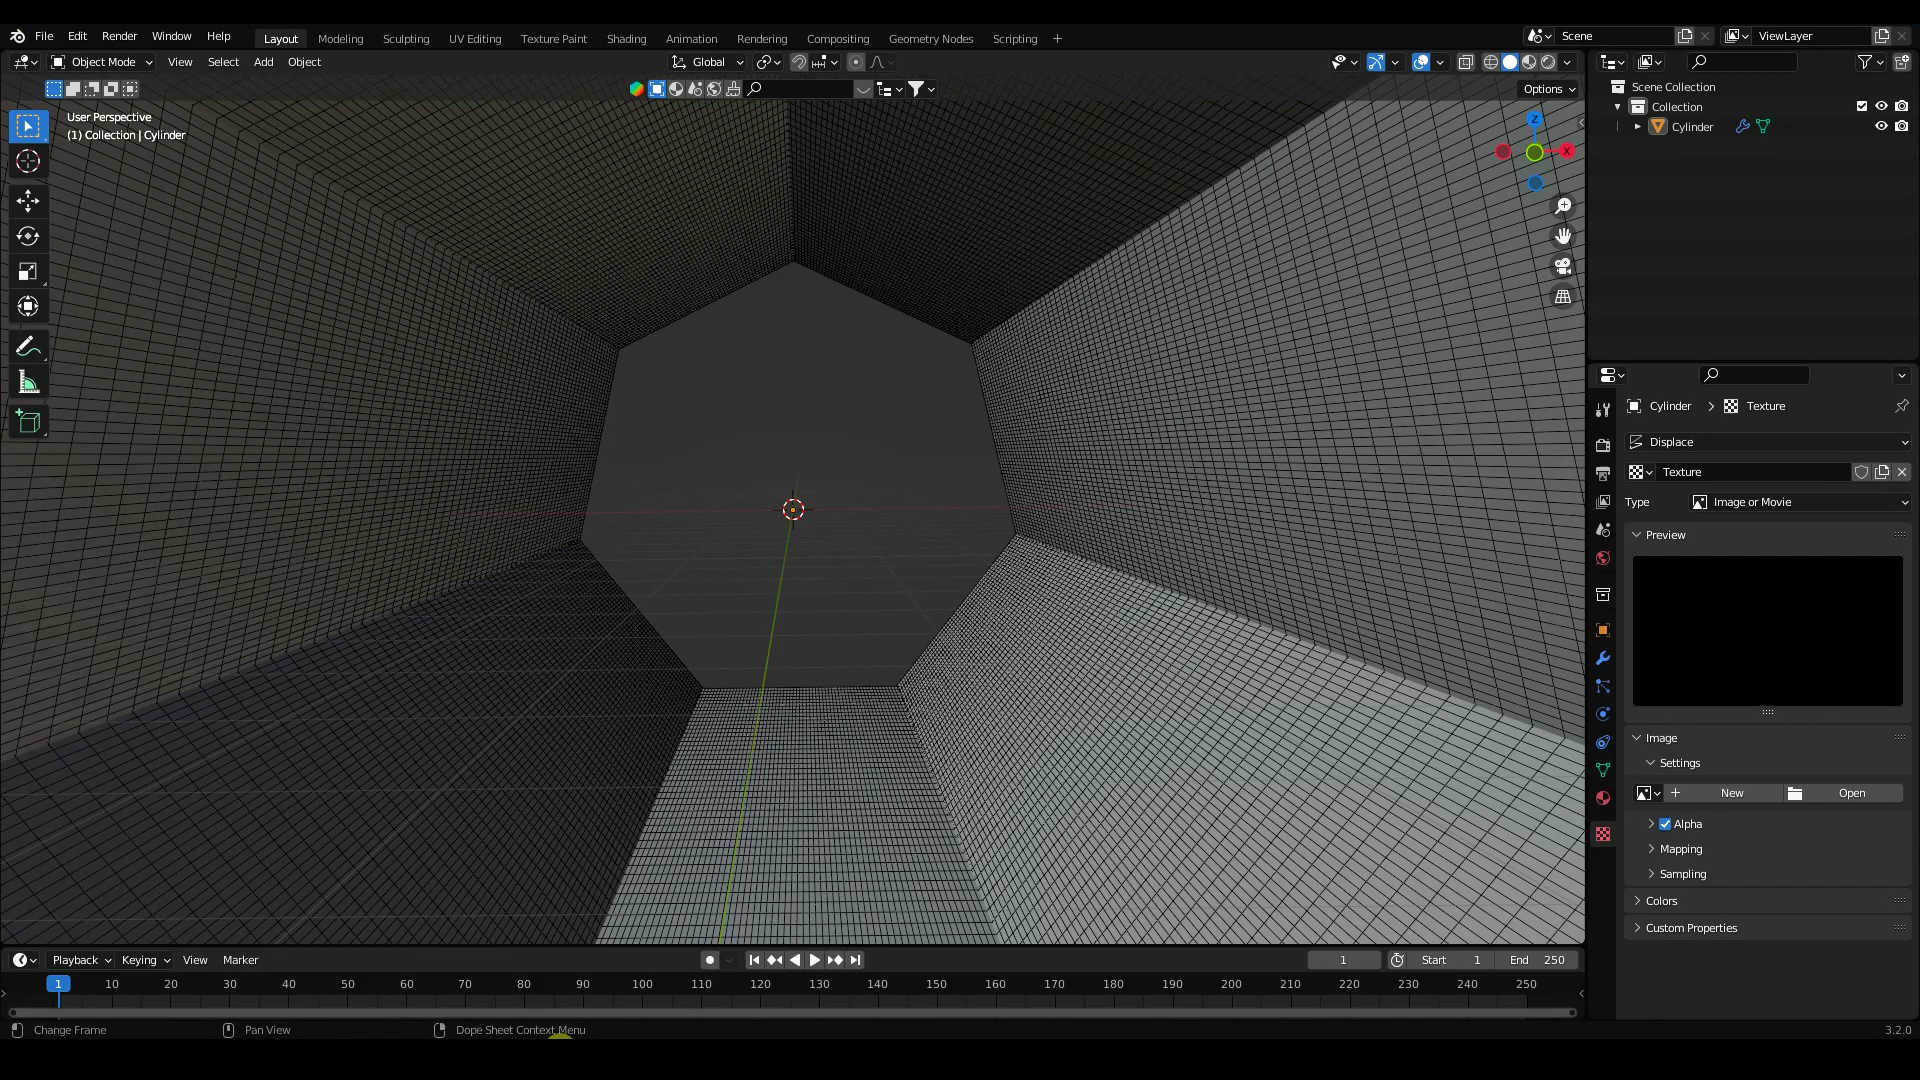 File Edit Render Window Help Layout Modeling Sculpting UV Editing Texture Paint Shading Animation Rendering Compositing Geometry Nodes Scripting + Scene ViewLayer
Object Mode View Select Add Object Global
Options
User Perspective
(1) Collection | Cylinder
Z
X
Scene Collection
Collection
Cylinder
Cylinder > Texture
Displace
Texture
Type Image or Movie
Preview
Image
Settings
+ New Open
Alpha
Mapping
Sampling
Colors
Custom Properties
Playback Keying View Marker 1 Start 1 End 250
1 10 20 30 40 50 60 70 80 90 100 110 120 130 140 150 160 170 180 190 200 210 220 230 240 250
Change Frame Pan View Dope Sheet Context Menu 3.2.0